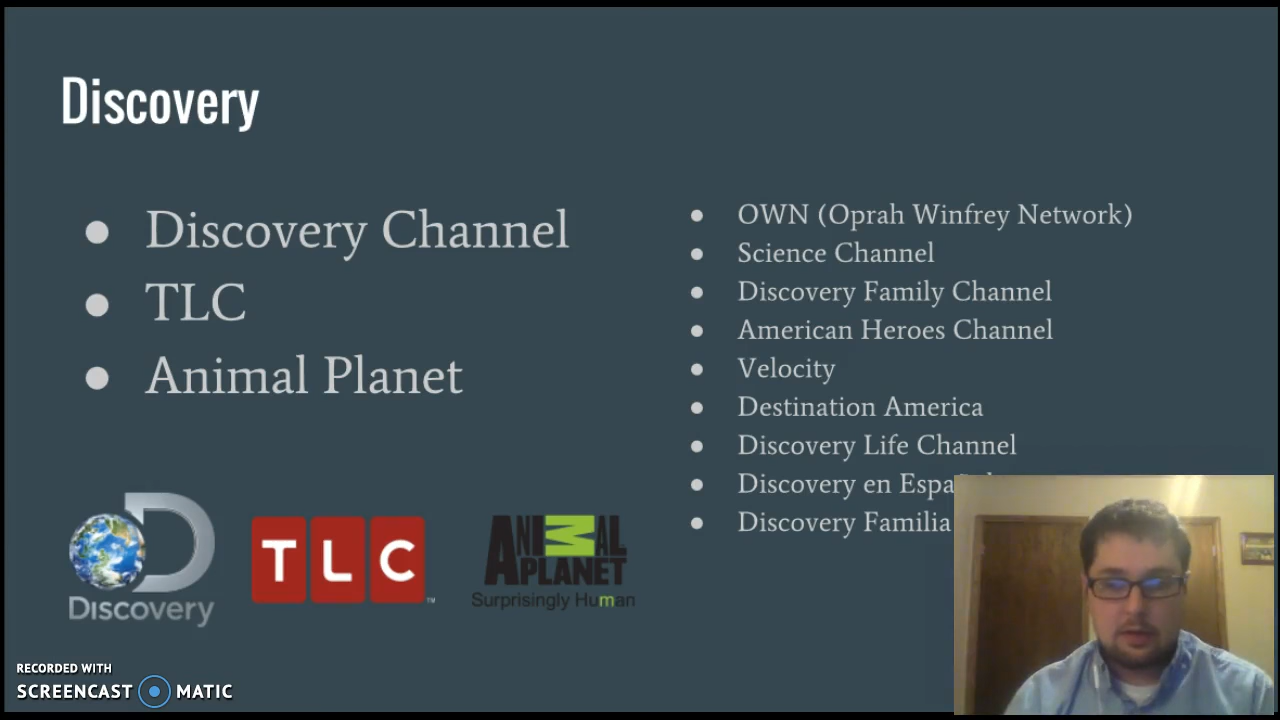 Discovery
Discovery Channel
TLC
Animal Planet
OWN (Oprah Winfrey Network)
Science Channel
Discovery Family Channel
American Heroes Channel
Velocity
Destination America
Discovery Life Channel
Discovery en
Discovery Familia
Discovery
TLC™
ANIMAL
PLANET
Surprisingly Human
RECORDED WITH
SCREENCAST MATIC